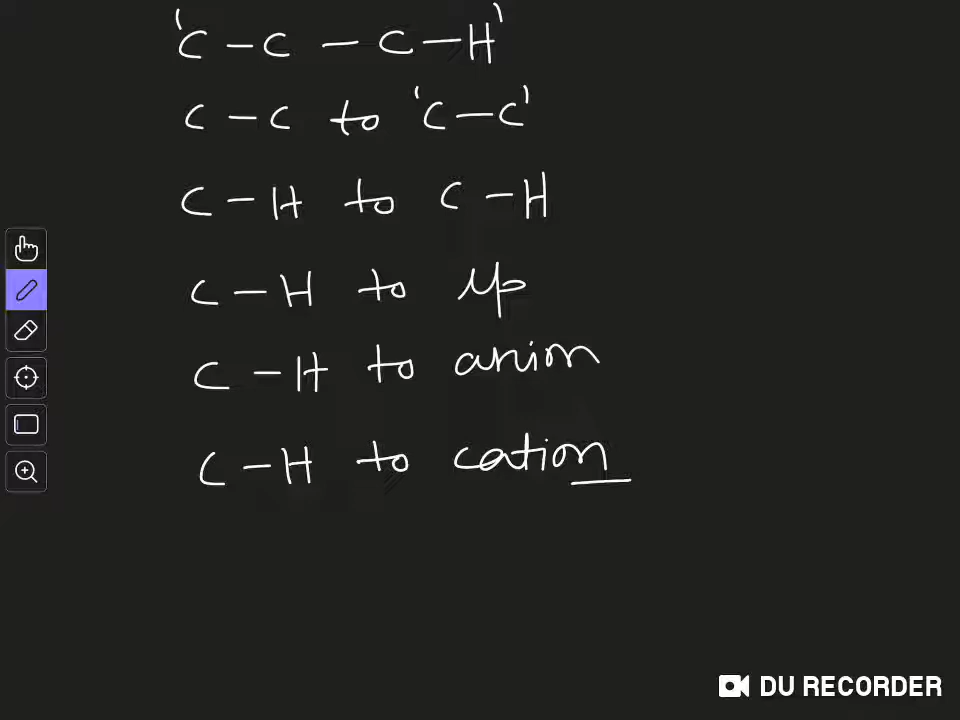 'C - C - C - H'
C - C to 'C - C'
C - H to C - H
C - H to lp
C - H to anion
C - H to cation
DU RECORDER